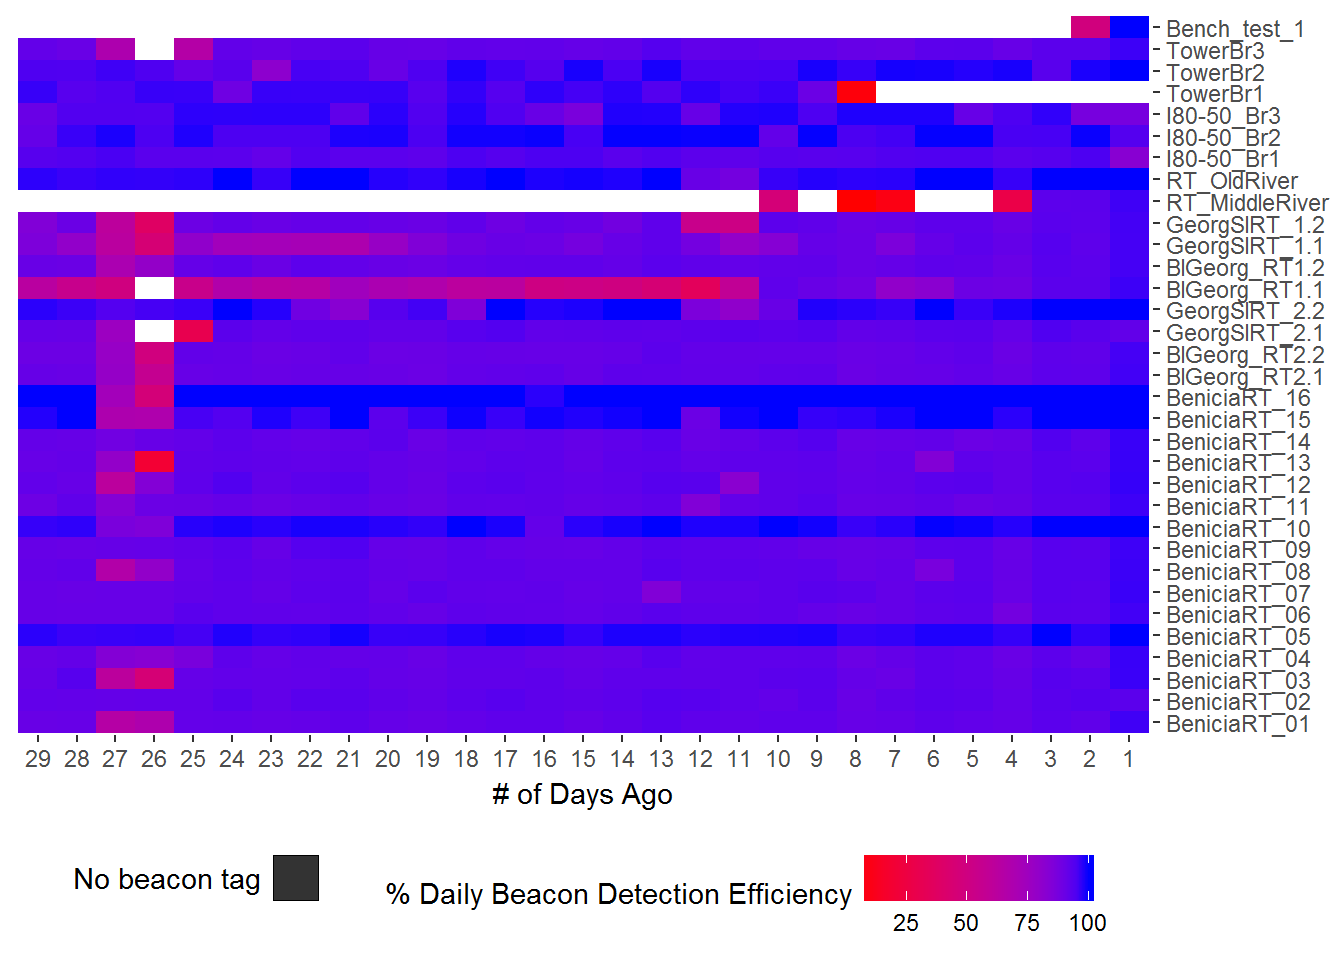 Bench_test_1
TowerBr3
TowerBr2
TowerBr1
I80-50_Br3
I80-50_Br2
I80-50_Br1
RT_OldRiver
RT_MiddleRiver
GeorgSlRT_1.2
GeorgSlRT_1.1
BlGeorg_RT1.2
BlGeorg_RT1.1
GeorgSlRT_2.2
GeorgSlRT_2.1
BlGeorg_RT2.2
BlGeorg_RT2.1
BeniciaRT_16
BeniciaRT_15
BeniciaRT_14
BeniciaRT_13
BeniciaRT_12
BeniciaRT_11
BeniciaRT_10
BeniciaRT_09
BeniciaRT_08
BeniciaRT_07
BeniciaRT_06
BeniciaRT_05
BeniciaRT_04
BeniciaRT_03
BeniciaRT_02
BeniciaRT_01
29 28 27 26 25 24 23 22 21 20 19 18 17 16 15 14 13 12 11 10 9 8 7 6 5 4 3 2 1
# of Days Ago
No beacon tag
% Daily Beacon Detection Efficiency
25 50 75 100